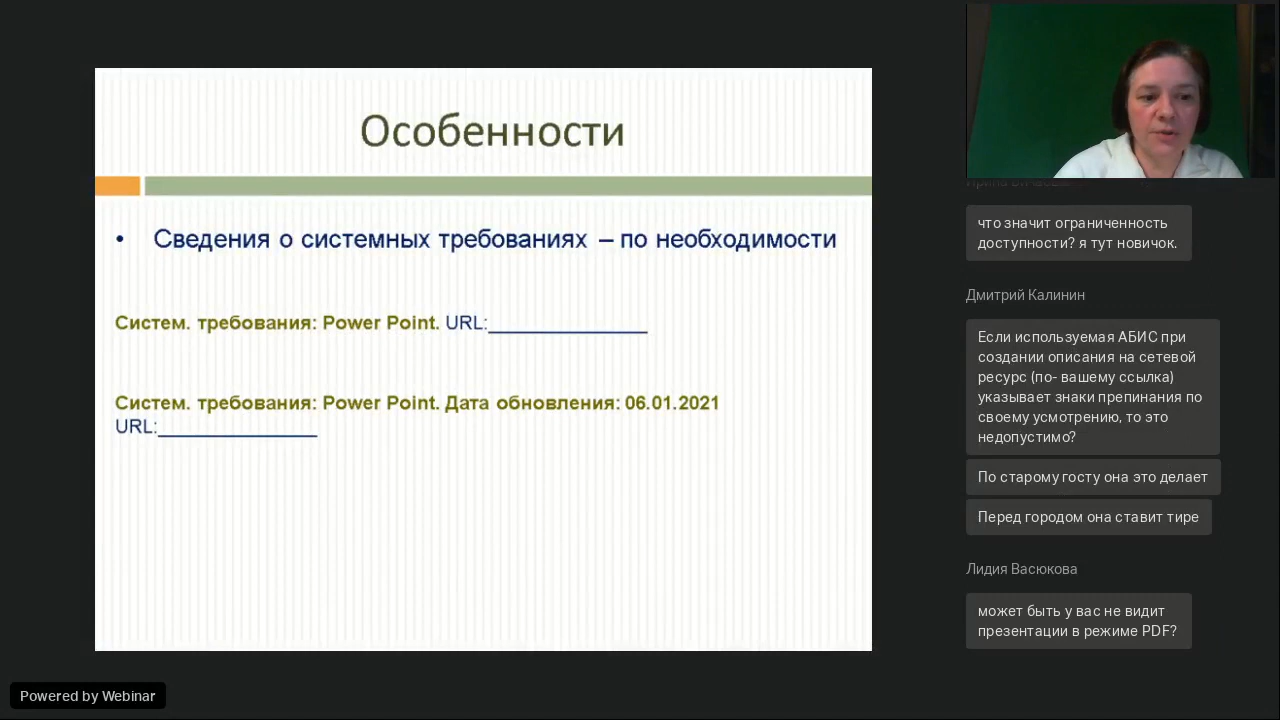 Особенности
• Сведения о системных требованиях – по необходимости
Систем. требования: Power Point. URL:_______________
Систем. требования: Power Point. Дата обновления: 06.01.2021
URL:_______________
что значит ограниченность
доступности? я тут новичок.
Дмитрий Калинин
Если используемая АБИС при
создании описания на сетевой
ресурс (по- вашему ссылка)
указывает знаки препинания по
своему усмотрению, то это
недопустимо?
По старому госту она это делает
Перед городом она ставит тире
Лидия Васюкова
может быть у вас не видит
презентации в режиме PDF?
Powered by Webinar